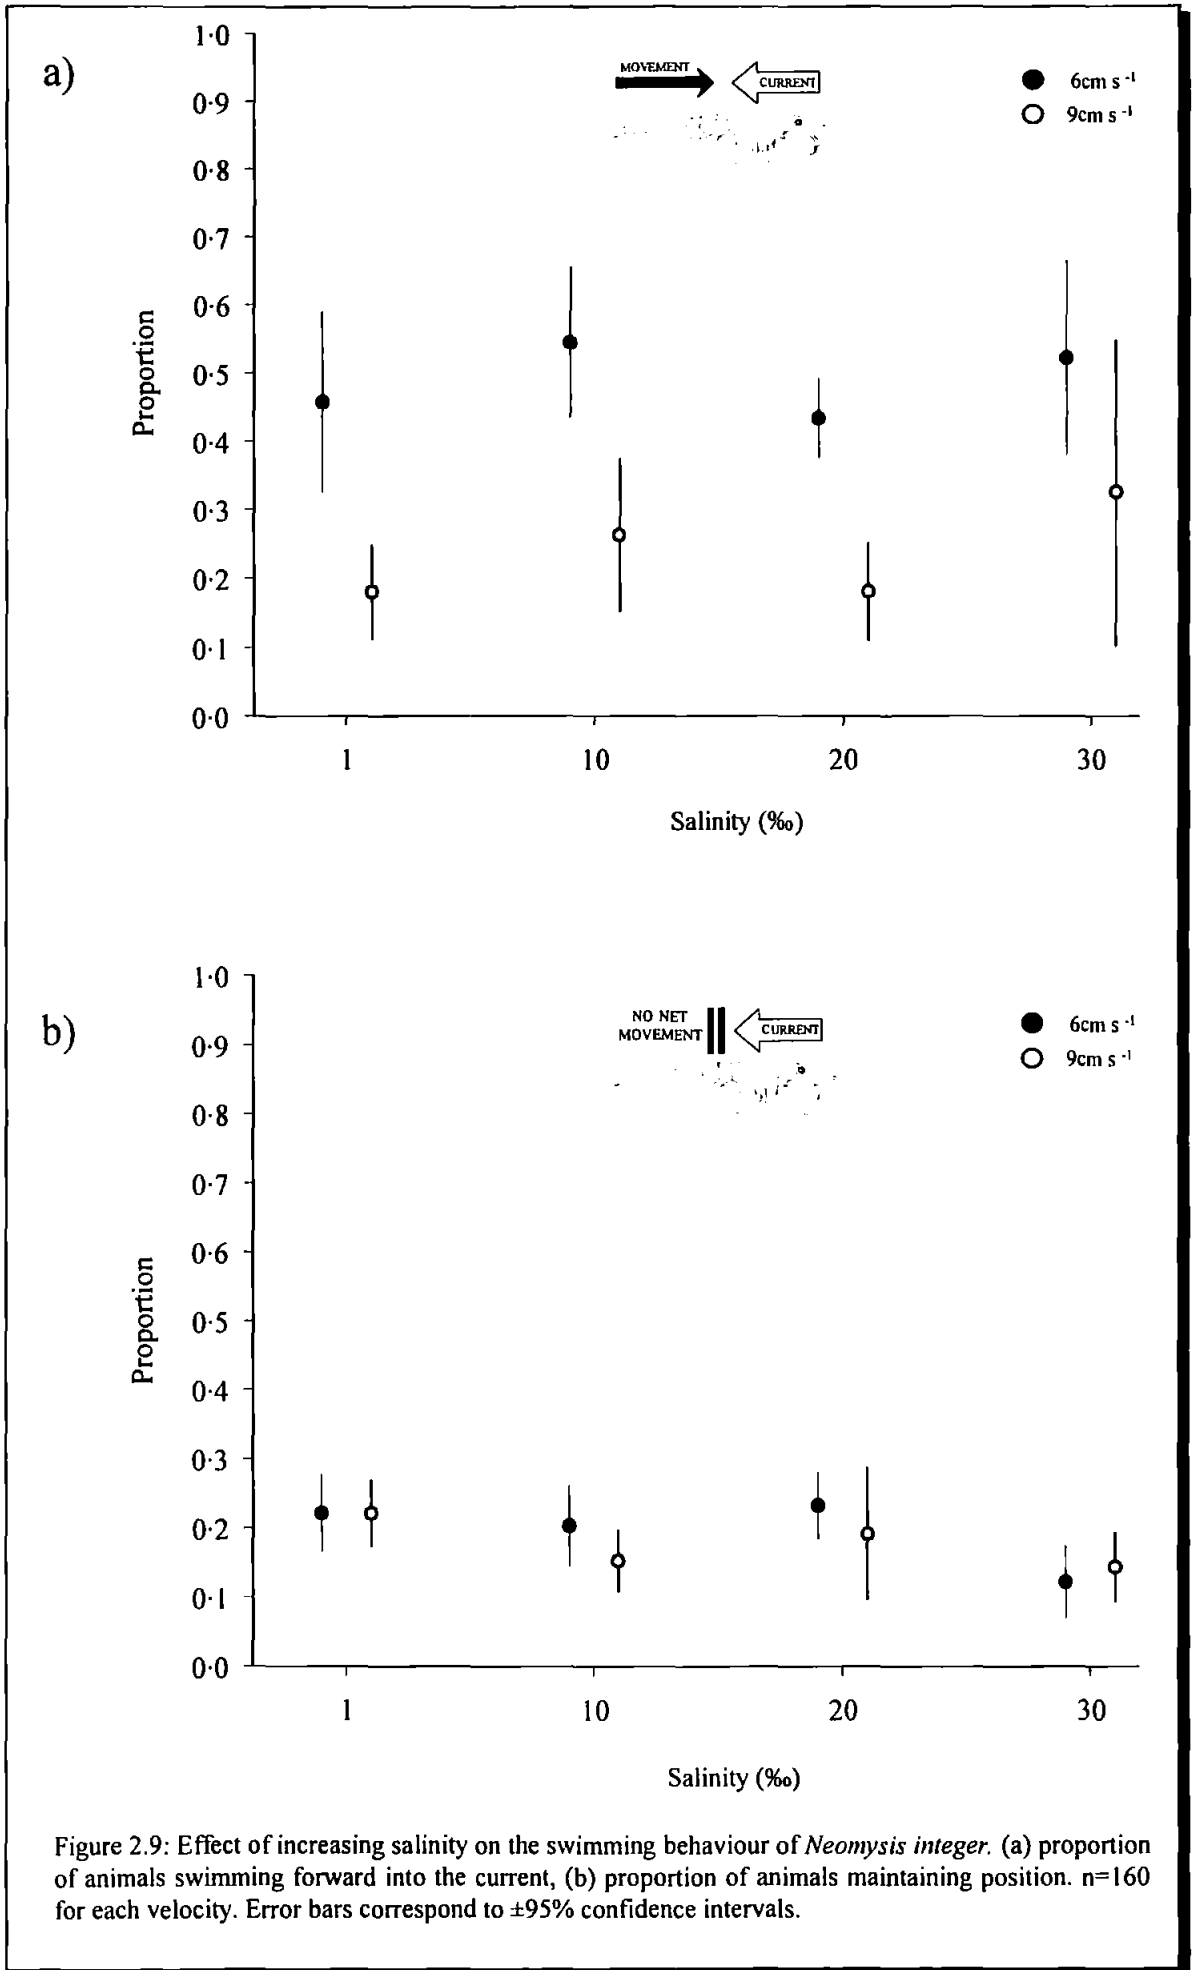 a)
1·0
0·9
0·8
0·7
0·6
0·5
0·4
0·3
0·2
0·1
0·0
Proportion
MOVEMENT
CURRENT
6cm s -1
9cm s -1
1 10 20 30
Salinity (‰)
b)
1·0
0·9
0·8
0·7
0·6
0·5
0·4
0·3
0·2
0·1
0·0
Proportion
NO NET
MOVEMENT
CURRENT
6cm s -1
9cm s -1
1 10 20 30
Salinity (‰)
Figure 2.9: Effect of increasing salinity on the swimming behaviour of Neomysis integer. (a) proportion
of animals swimming forward into the current, (b) proportion of animals maintaining position. n=160
for each velocity. Error bars correspond to ±95% confidence intervals.